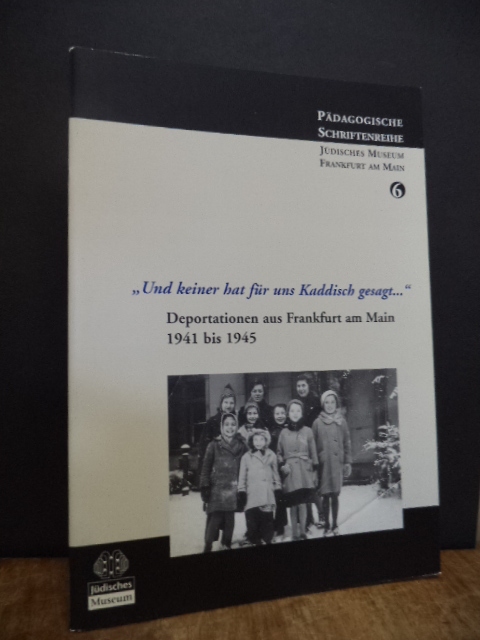 PÄDAGOGISCHE
SCHRIFTENREIHE
JÜDISCHES MUSEUM
FRANKFURT AM MAIN
6
„Und keiner hat für uns Kaddisch gesagt...“
Deportationen aus Frankfurt am Main
1941 bis 1945
Jüdisches
Museum